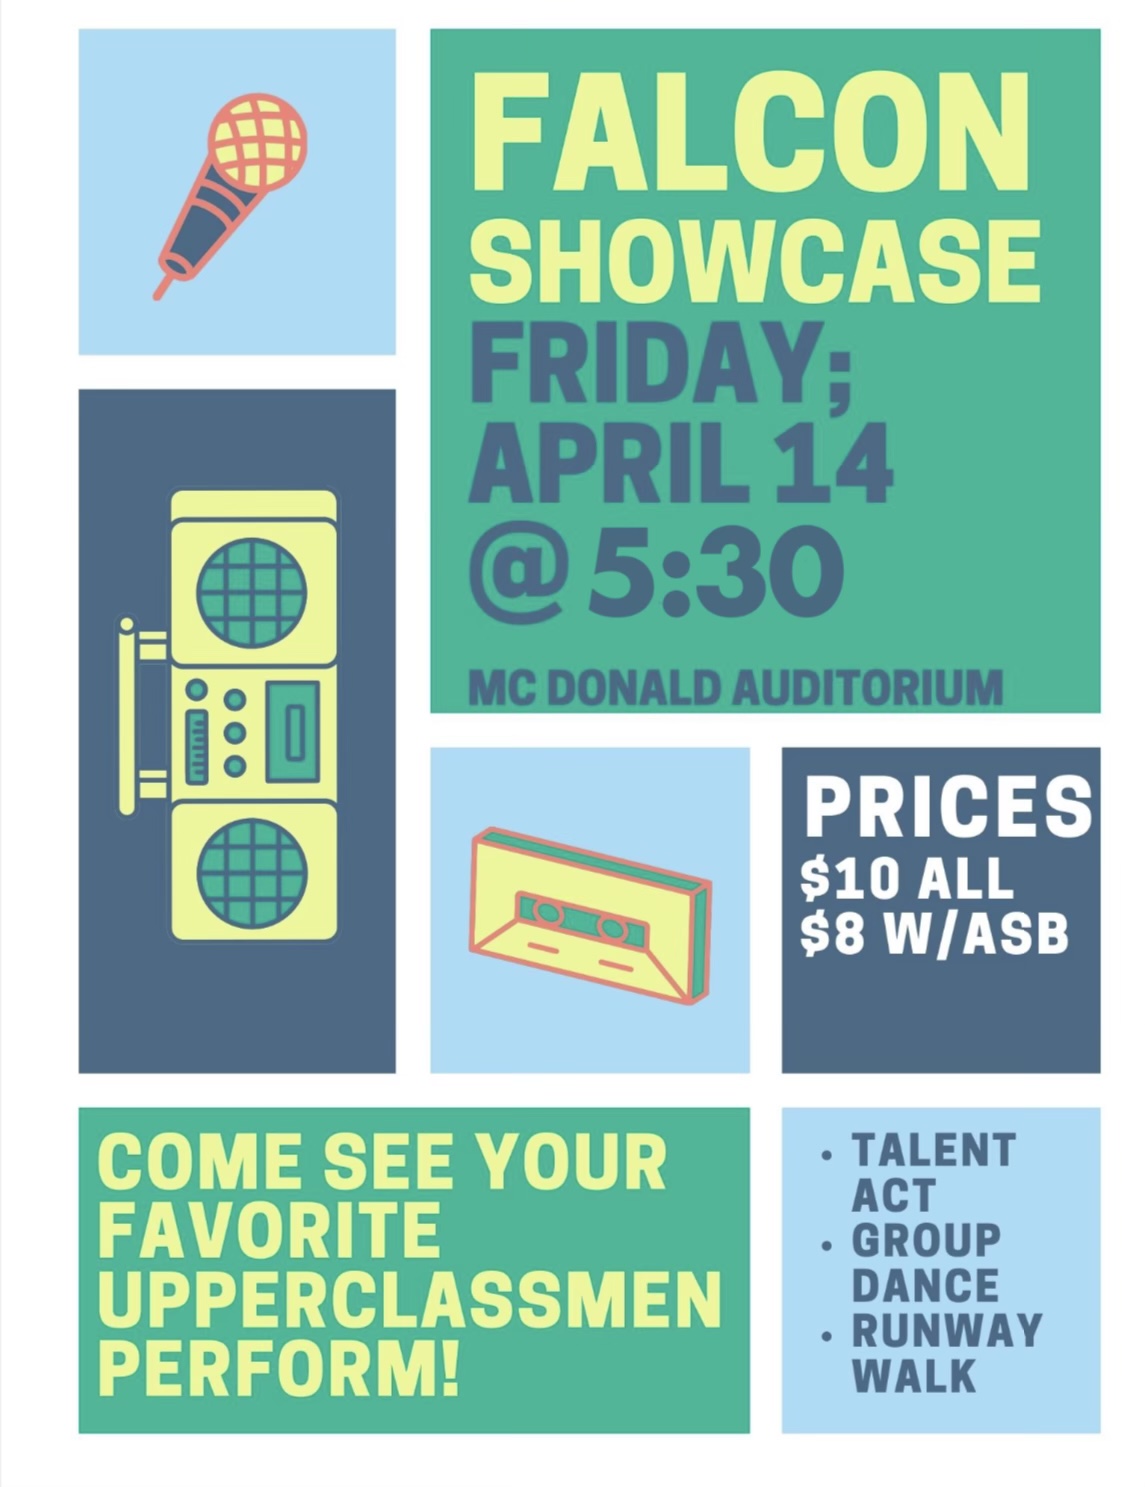 FALCON
SHOWCASE
FRIDAY;
APRIL 14
@ 5:30
MC DONALD AUDITORIUM
PRICES
$10 ALL
$8 W/ASB
COME SEE YOUR
FAVORITE
UPPERCLASSMEN
PERFORM!
• TALENT
ACT
• GROUP
DANCE
• RUNWAY
WALK